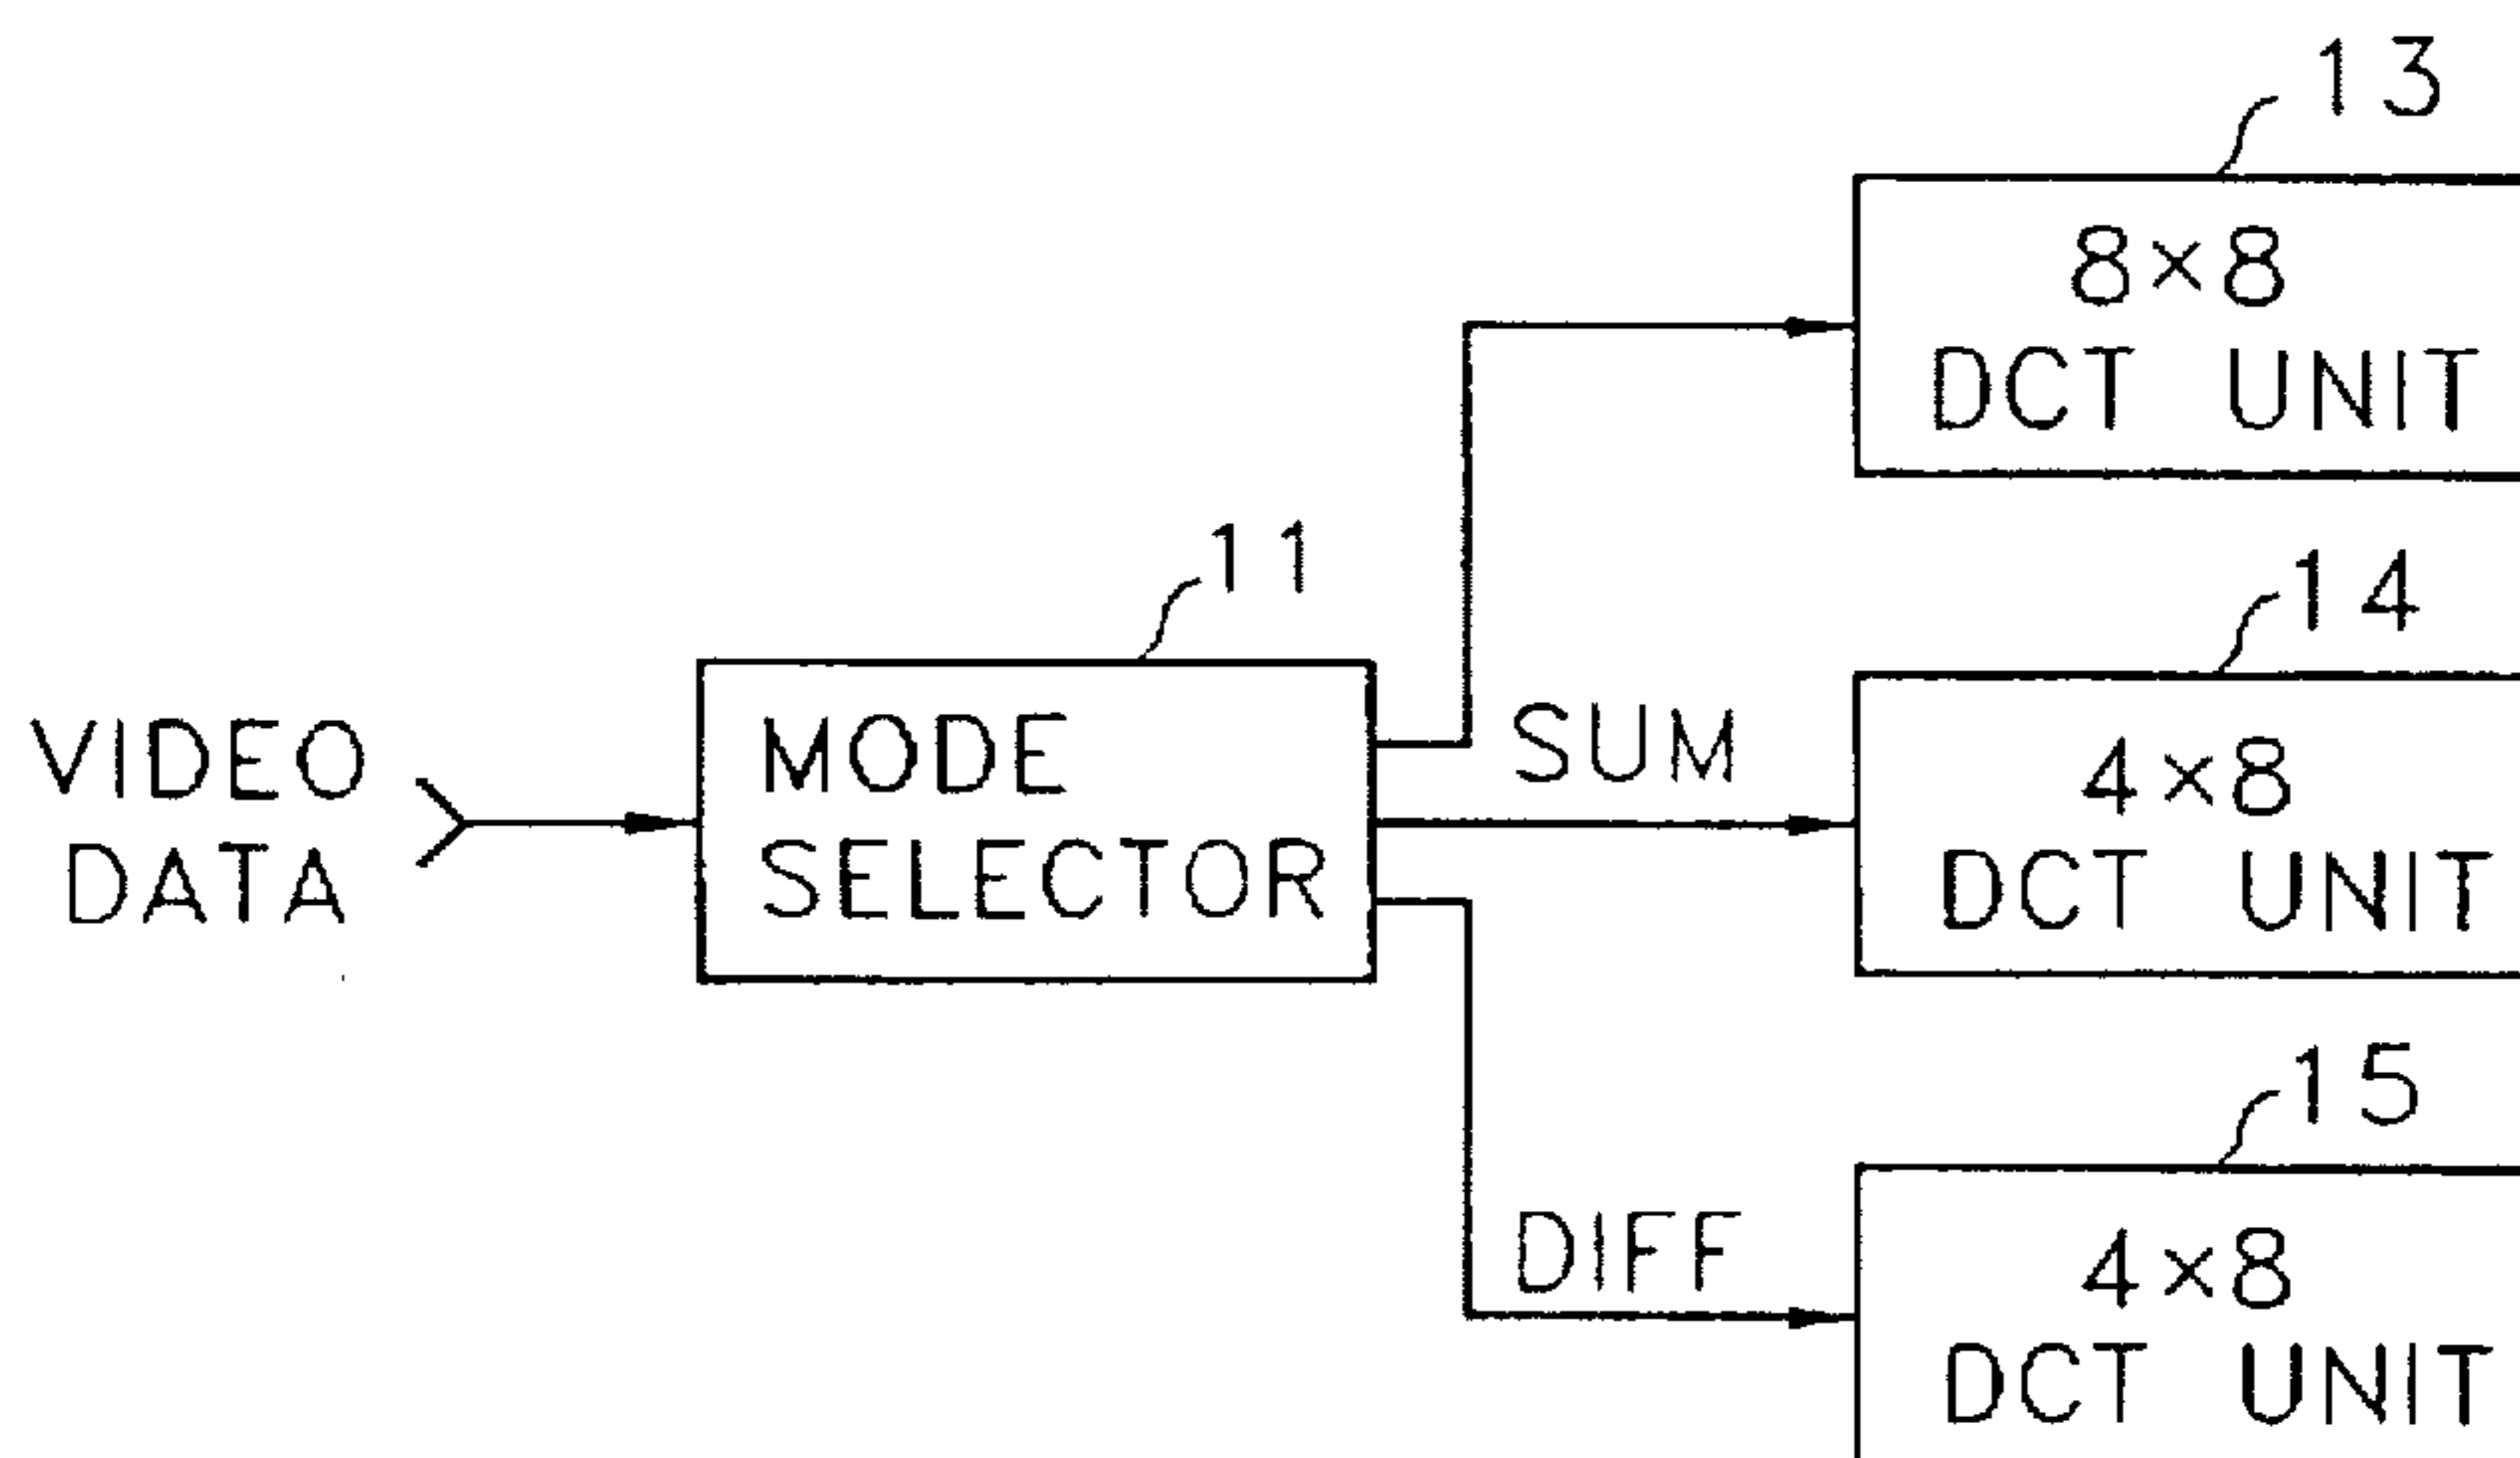 13
8×8
DCT UNIT
11
14
VIDEO
DATA
MODE
SELECTOR
SUM
4×8
DCT UNIT
15
DIFF
4×8
DCT UNIT